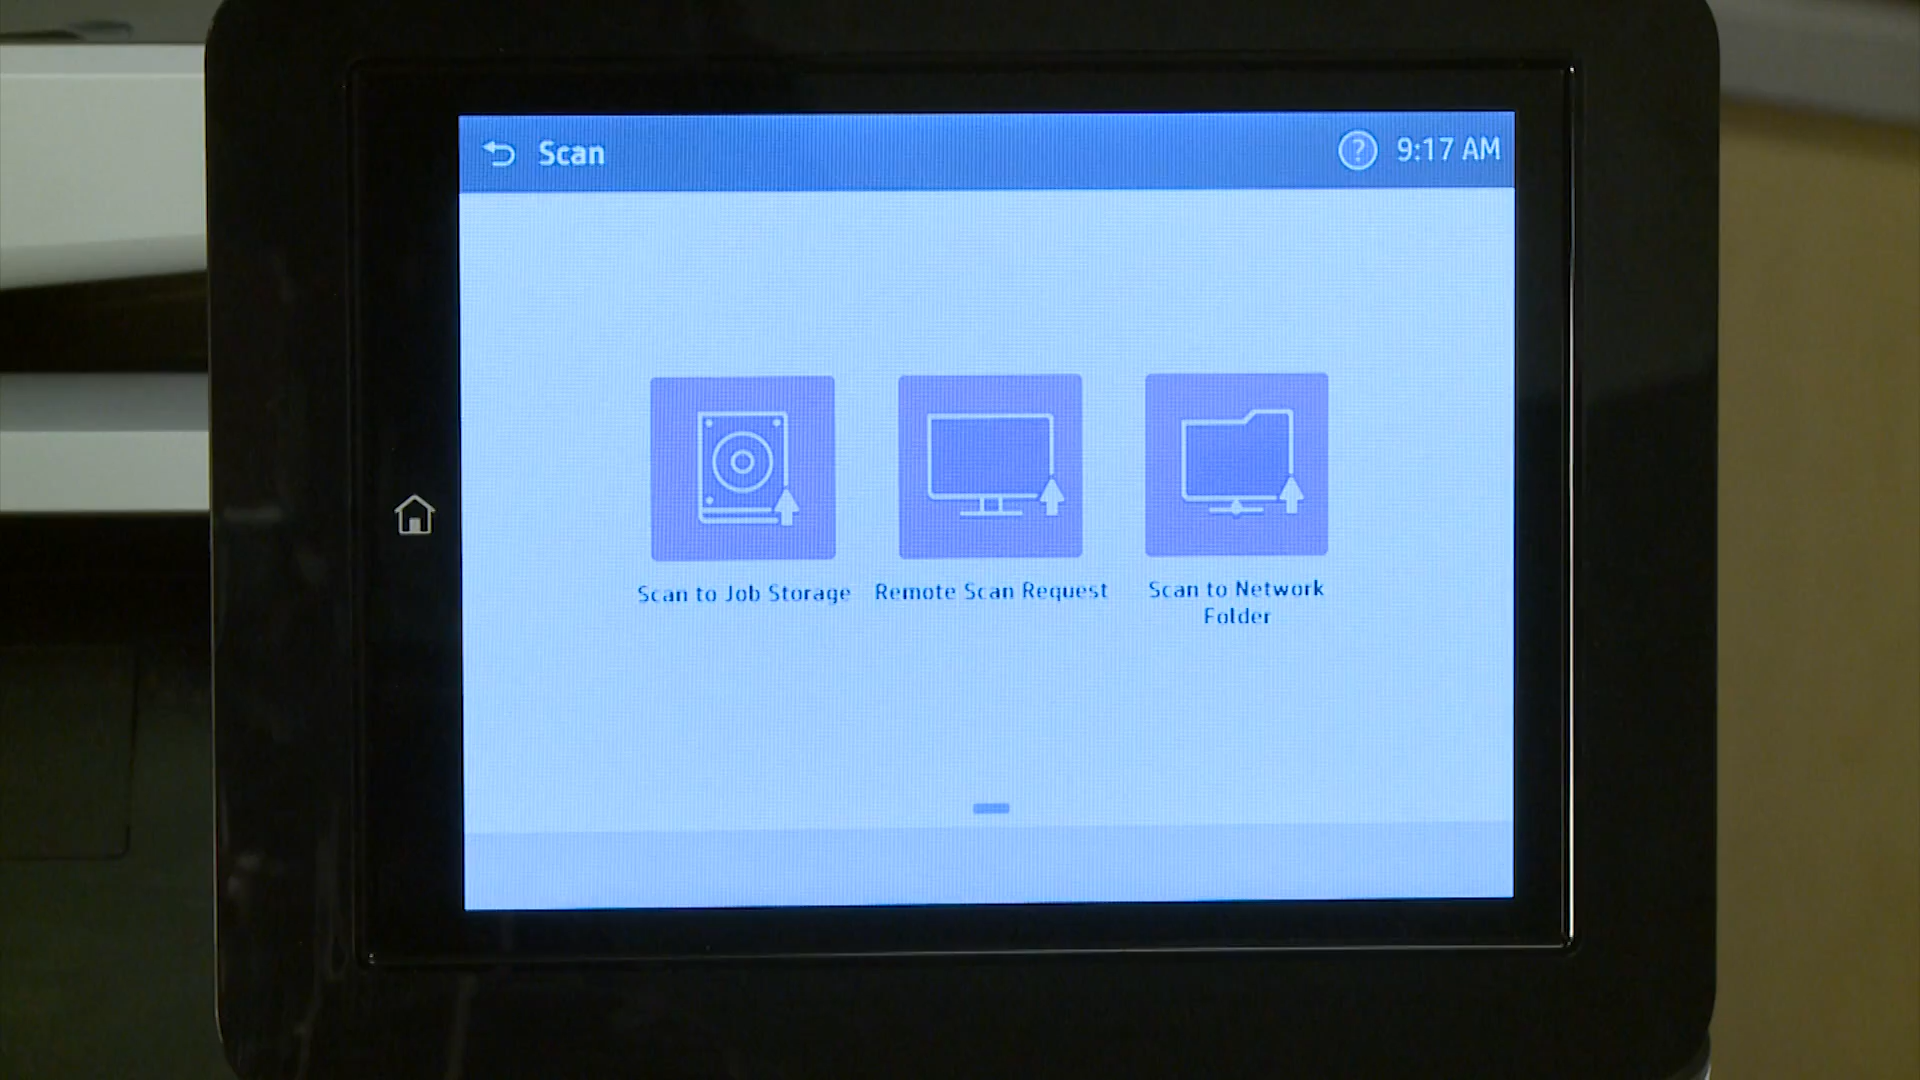 Scan
? 9:17 AM
Scan to Job Storage
Remote Scan Request
Scan to Network
Folder